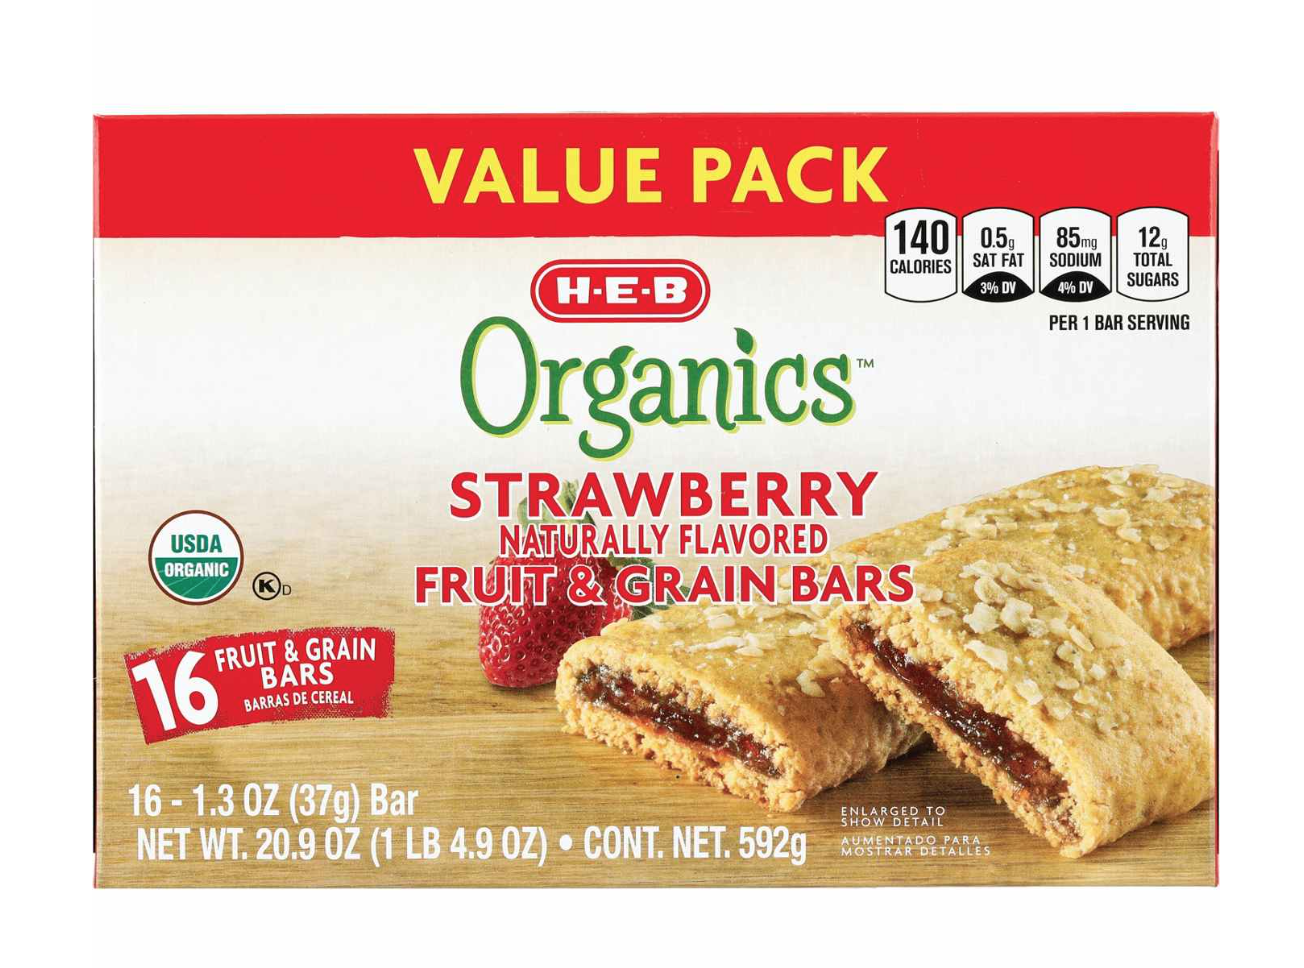 VALUE PACK
140
CALORIES
0.5g
SAT FAT
3% DV
85mg
SODIUM
4% DV
12g
TOTAL
SUGARS
PER 1 BAR SERVING
H-E-B
Organics™
STRAWBERRY
NATURALLY FLAVORED
FRUIT & GRAIN BARS
USDA
ORGANIC
K D
16 FRUIT & GRAIN
BARS
BARRAS DE CEREAL
16 - 1.3 OZ (37g) Bar
NET WT. 20.9 OZ (1 LB 4.9 OZ) • CONT. NET. 592g
ENLARGED TO
SHOW DETAIL
AUMENTADO PARA
MOSTRAR DETALLES